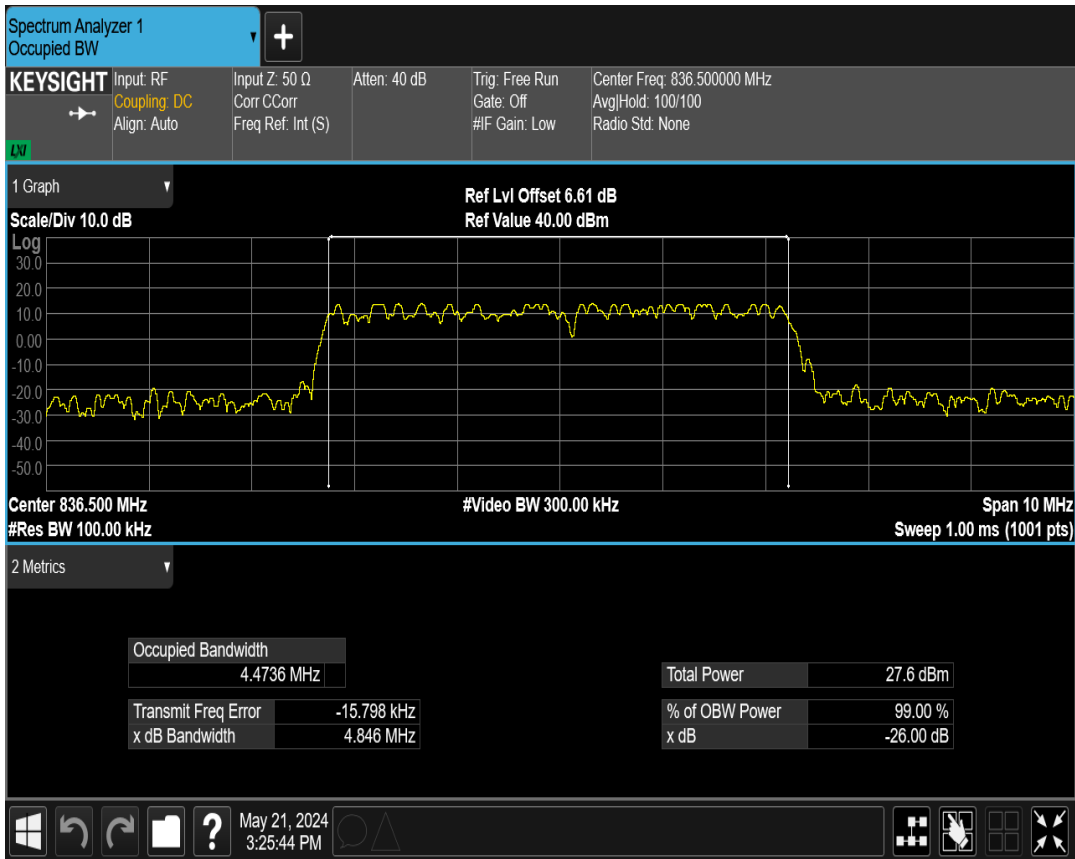 Spectrum Analyzer 1
Occupied BW
KEYSIGHT
LXI
Input: RF
Coupling: DC
Align: Auto
Input Z: 50 Ω
Corr CCorr
Freq Ref: Int (S)
Atten: 40 dB
Trig: Free Run
Gate: Off
#IF Gain: Low
Center Freq: 836.500000 MHz
Avg|Hold: 100/100
Radio Std: None
1 Graph
Scale/Div 10.0 dB
Ref Lvl Offset 6.61 dB
Ref Value 40.00 dBm
Log
30.0
20.0
10.0
0.00
-10.0
-20.0
-30.0
-40.0
-50.0
Center 836.500 MHz
#Video BW 300.00 kHz
Span 10 MHz
#Res BW 100.00 kHz
Sweep 1.00 ms (1001 pts)
2 Metrics
Occupied Bandwidth
4.4736 MHz
Total Power 27.6 dBm
Transmit Freq Error -15.798 kHz
% of OBW Power 99.00 %
x dB Bandwidth 4.846 MHz
x dB -26.00 dB
?
May 21, 2024
3:25:44 PM